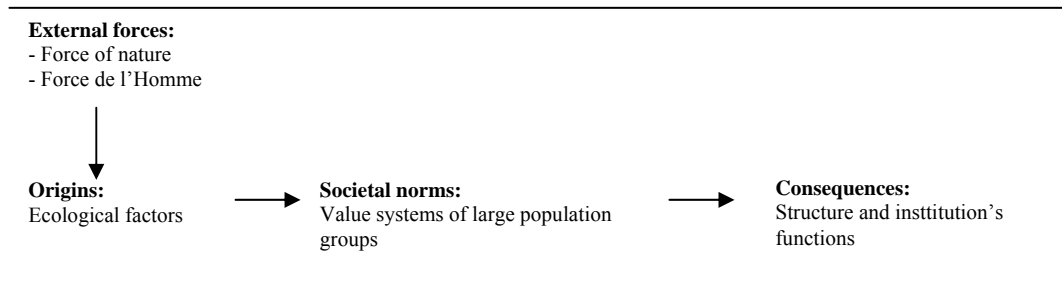 External forces:
- Force of nature
- Force de l’Homme
Origins:
Ecological factors
Societal norms:
Value systems of large population
groups
Consequences:
Structure and insttitution’s
functions